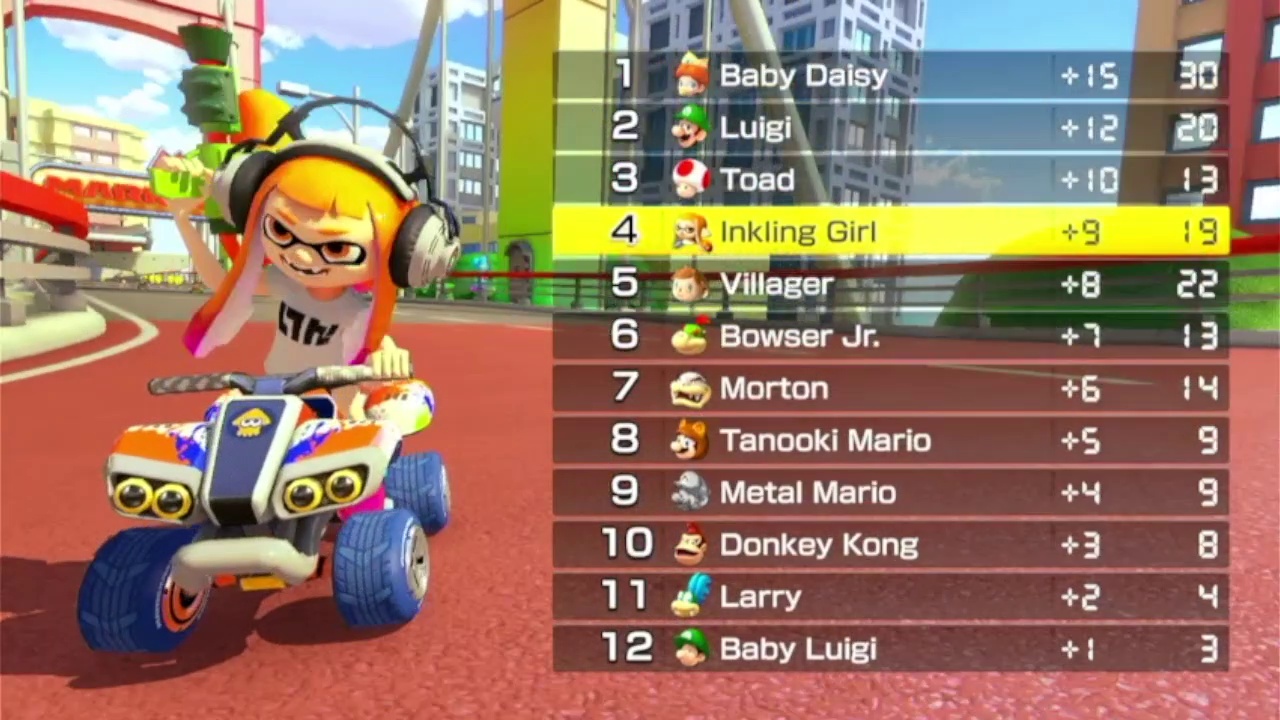 MARIO
1 Baby Daisy +15 30
2 Luigi +12 20
3 Toad +10 13
4 Inkling Girl +9 19
5 Villager +8 22
6 Bowser Jr. +7 13
7 Morton +6 14
8 Tanooki Mario +5 9
9 Metal Mario +4 9
10 Donkey Kong +3 8
11 Larry +2 4
12 Baby Luigi +1 3